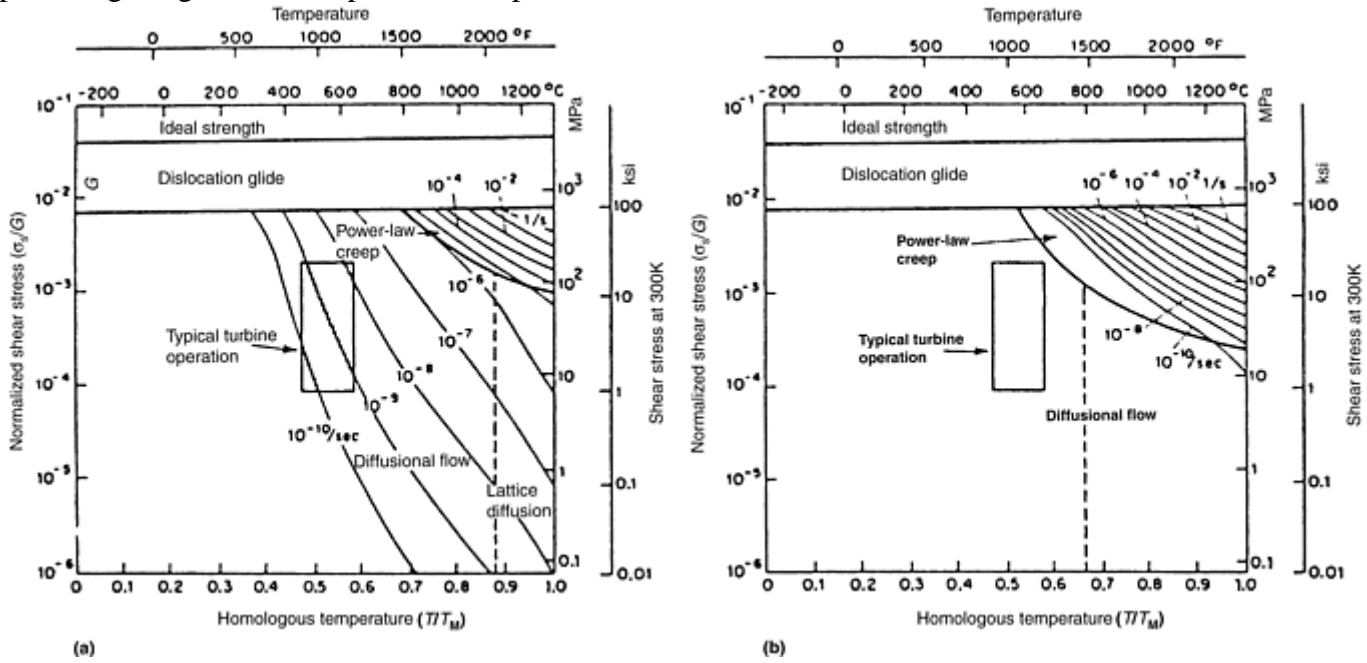 Temperature
0 500 1000 1500 2000 °F
-200 0 200 400 600 800 1000 1200 °C
10⁻¹
10⁻²
10⁻³
10⁻⁴
10⁻⁵
10⁻⁶
Normalized shear stress (σs/G)
Ideal strength
G
Dislocation glide
10⁻⁴
10⁻²
1/s
Power-law
creep
10⁻⁶
Typical turbine
operation
10⁻⁷
10⁻⁸
10⁻⁹
10⁻¹⁰/sec
Diffusional flow
Lattice
diffusion
MPa
10³
10²
10
1
0.1
ksi
100
10
1
0.1
0.01
Shear stress at 300K
0 0.1 0.2 0.3 0.4 0.5 0.6 0.7 0.8 0.9 1.0
Homologous temperature (T/TM)
(a)
Temperature
0 500 1000 1500 2000 °F
-200 0 200 400 600 800 1000 1200 °C
10⁻¹
10⁻²
10⁻³
10⁻⁴
10⁻⁵
10⁻⁶
Normalized shear stress (σs/G)
Ideal strength
Dislocation glide
10⁻⁶ 10⁻⁴ 10⁻² 1/s
Power-law
creep
Typical turbine
operation
10⁻⁸
10⁻¹⁰/sec
Diffusional flow
MPa
10³
10²
10
1
0.1
ksi
100
10
1
0.1
0.01
Shear stress at 300K
0 0.1 0.2 0.3 0.4 0.5 0.6 0.7 0.8 0.9 1.0
Homologous temperature (T/TM)
(b)